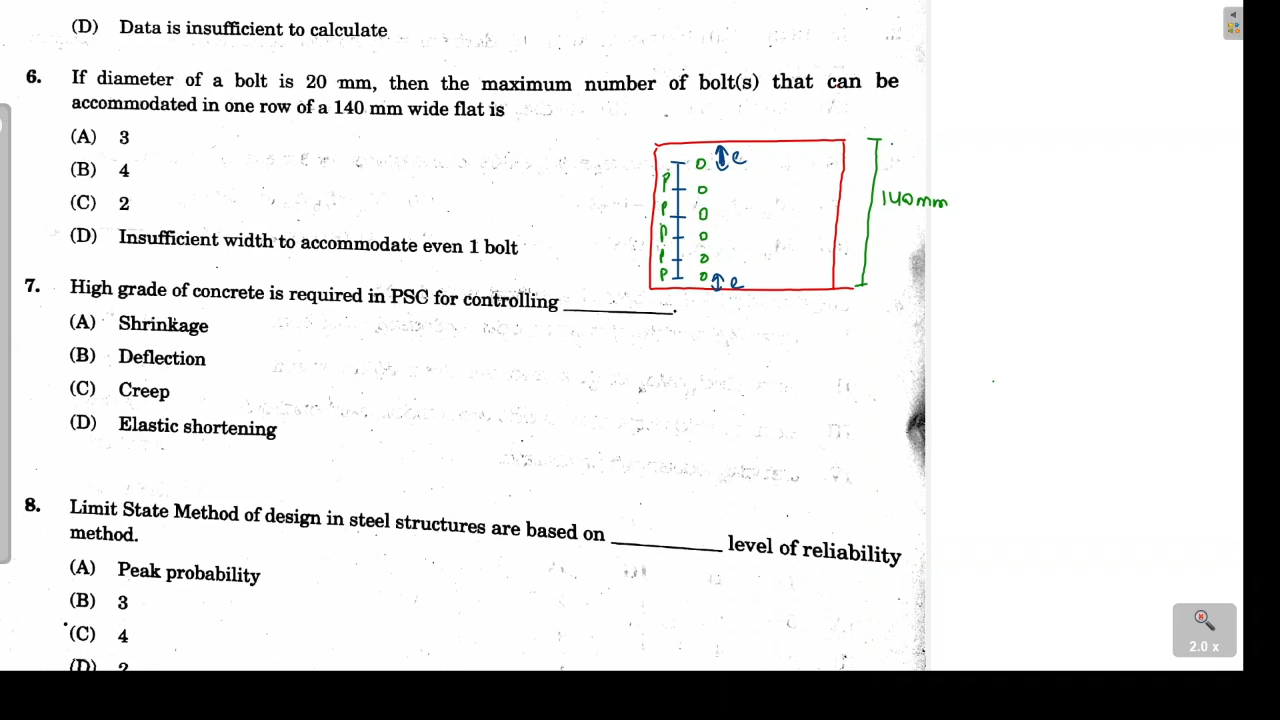 (D) Data is insufficient to calculate
6. If diameter of a bolt is 20 mm, then the maximum number of bolt(s) that can be
accommodated in one row of a 140 mm wide flat is
(A) 3
(B) 4
(C) 2
(D) Insufficient width to accommodate even 1 bolt
e
P
P
P
P
P
e
140mm
7. High grade of concrete is required in PSC for controlling __________.
(A) Shrinkage
(B) Deflection
(C) Creep
(D) Elastic shortening
8. Limit State Method of design in steel structures are based on __________ level of reliability
method.
(A) Peak probability
(B) 3
(C) 4
(D) 2
2.0 x